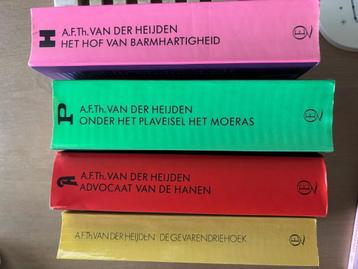 H
A.F.Th. VAN DER HEIJDEN
HET HOF VAN BARMHARTIGHEID
P
A.F.Th. VAN DER HEIJDEN
ONDER HET PLAVEISEL HET MOERAS
A
A.F.Th. VAN DER HEIJDEN
ADVOCAAT VAN DE HANEN
A.F.Th. VAN DER HEIJDEN DE GEVARENDRIEHOEK